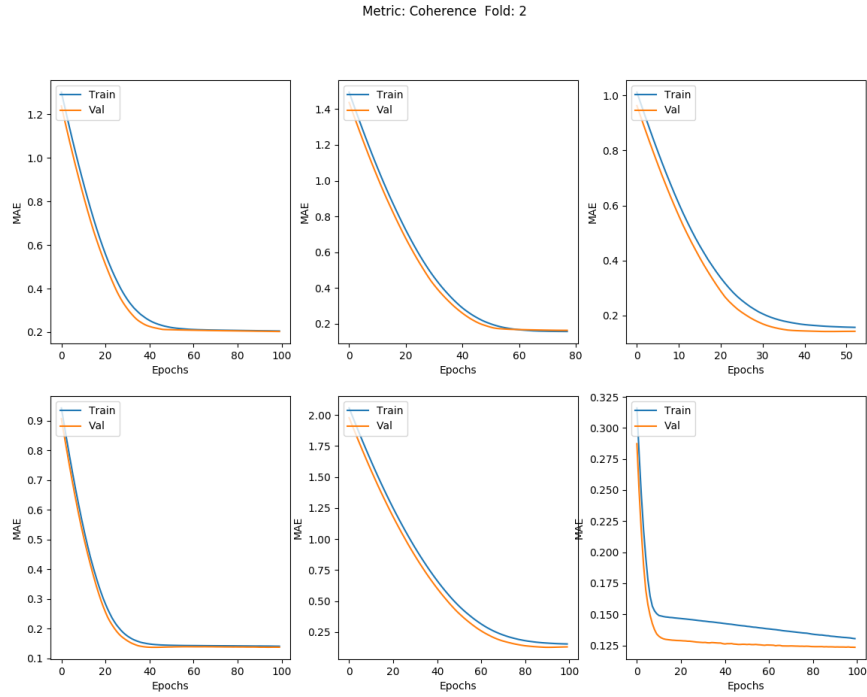 Metric: Coherence  Fold: 2
Train
Val
MAE
1.2
1.0
0.8
0.6
0.4
0.2
0 20 40 60 80 100
Epochs
Train
Val
MAE
1.4
1.2
1.0
0.8
0.6
0.4
0.2
0 20 40 60 80
Epochs
Train
Val
MAE
1.0
0.8
0.6
0.4
0.2
0 10 20 30 40 50
Epochs
Train
Val
MAE
0.9
0.8
0.7
0.6
0.5
0.4
0.3
0.2
0.1
0 20 40 60 80 100
Epochs
Train
Val
MAE
2.00
1.75
1.50
1.25
1.00
0.75
0.50
0.25
0 20 40 60 80 100
Epochs
Train
Val
MAE
0.325
0.300
0.275
0.250
0.225
0.200
0.175
0.150
0.125
0 20 40 60 80 100
Epochs